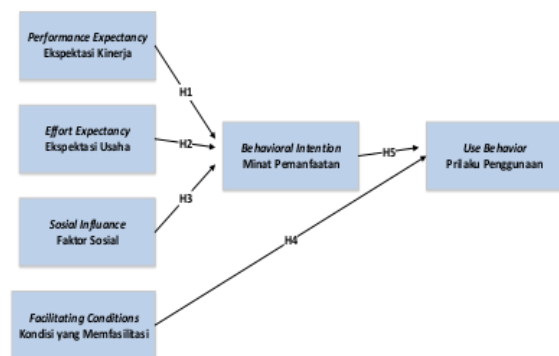 Performance Expectancy
Ekspektasi Kinerja
H1
Effort Expectancy
Ekspektasi Usaha
H2
Behavioral Intention
Minat Pemanfaatan
H5
Use Behavior
Prilaku Penggunaan
Sosial Influance
Faktor Sosial
H3
H4
Facilitating Conditions
Kondisi yang Memfasilitasi